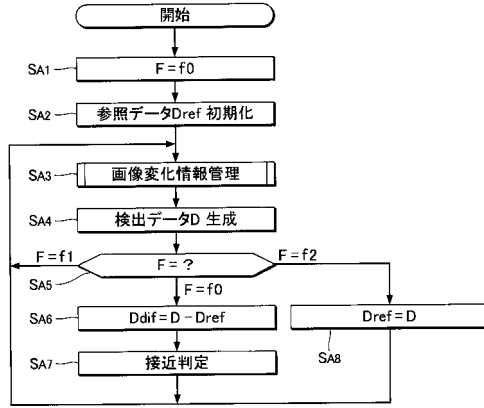 開始
SA1 F=f0
SA2 参照データDref 初期化
SA3 画像変化情報管理
SA4 検出データD 生成
F=f1 F=? F=f2
SA5
F=f0
SA6 Ddif=D-Dref Dref=D
SA8
SA7 接近判定